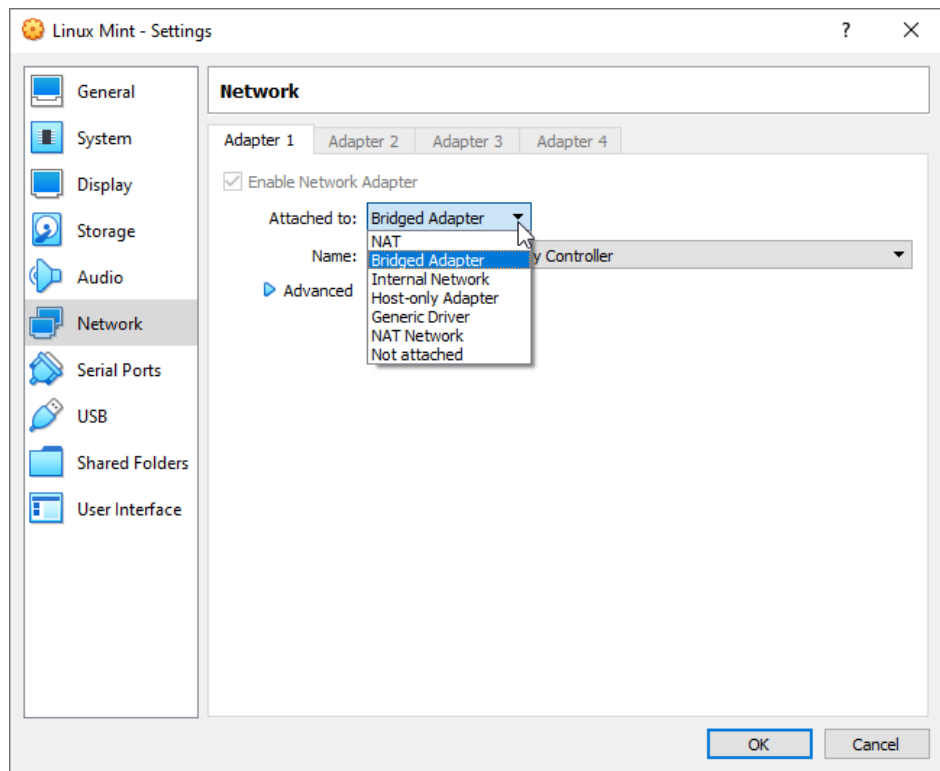 Linux Mint - Settings
?
General
System
Display
Storage
Audio
Network
Serial Ports
USB
Shared Folders
User Interface
Network
Adapter 1 Adapter 2 Adapter 3 Adapter 4
Enable Network Adapter
Attached to: Bridged Adapter
NAT
Bridged Adapter
Internal Network
Host-only Adapter
Generic Driver
NAT Network
Not attached
Name: y Controller
Advanced
OK Cancel